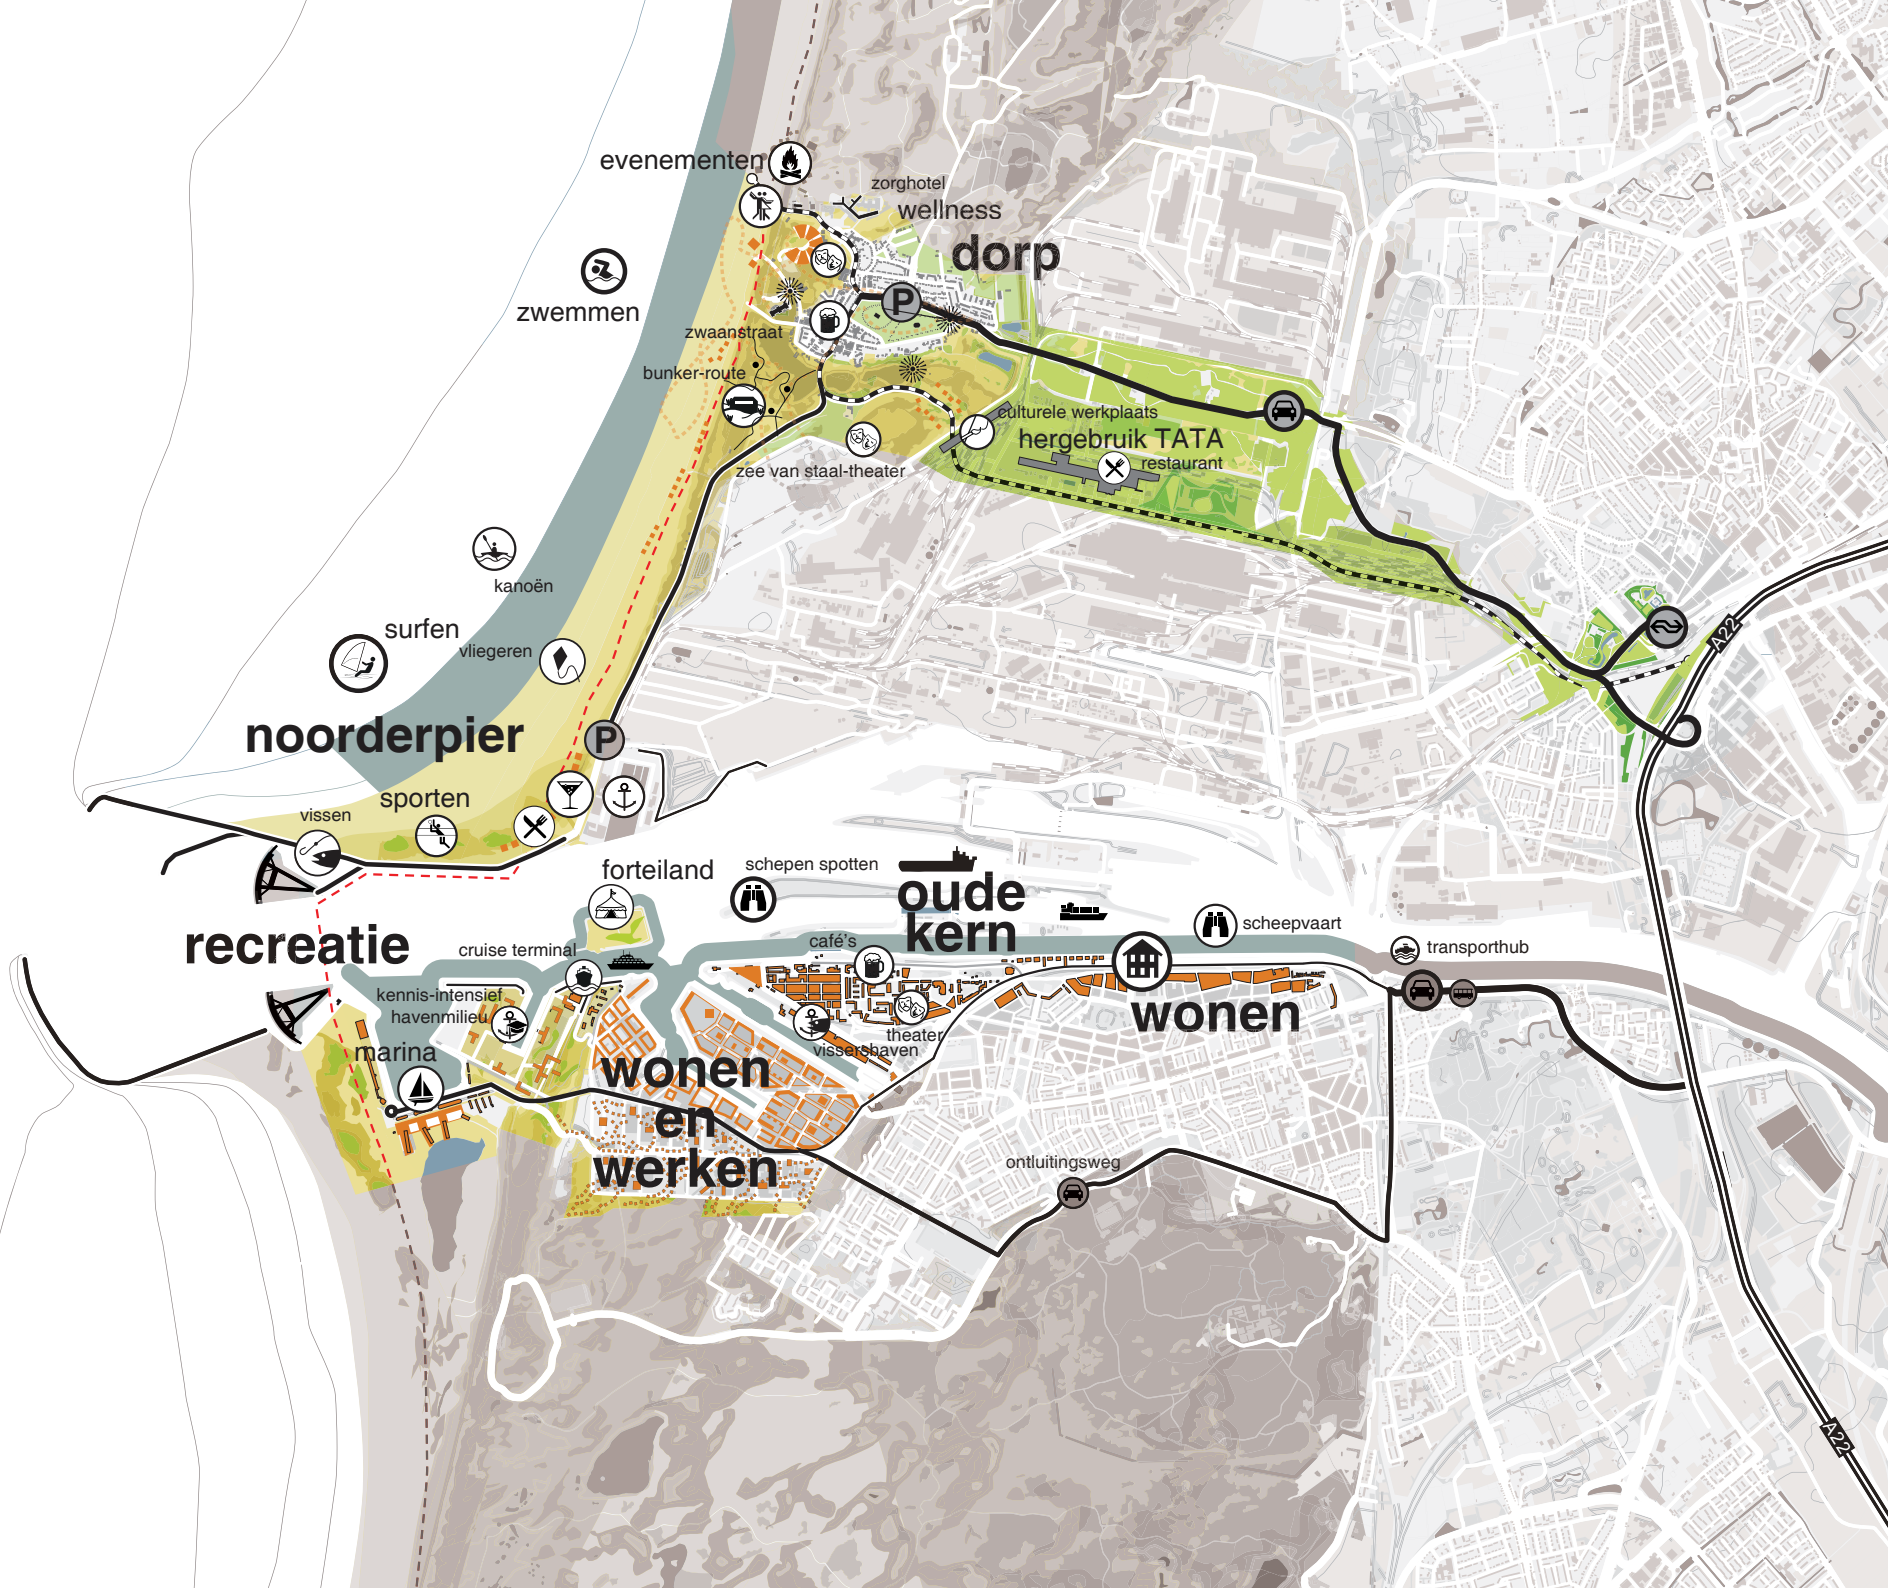 evenementen
zorghotel
wellness
dorp
zwemmen
P
zwaanstraat
bunker-route
culturele werkplaats
hergebruik TATA
restaurant
zee van staal-theater
kanoën
surfen
vliegeren
A22
noorderpier
P
sporten
vissen
forteiland
schepen spotten
oude
kern
scheepvaart
recreatie
cruise terminal
café's
transporthub
kennis-intensief
havenmilieu
wonen
theater
vissershaven
marina
wonen
en
werken
ontluitingsweg
A22